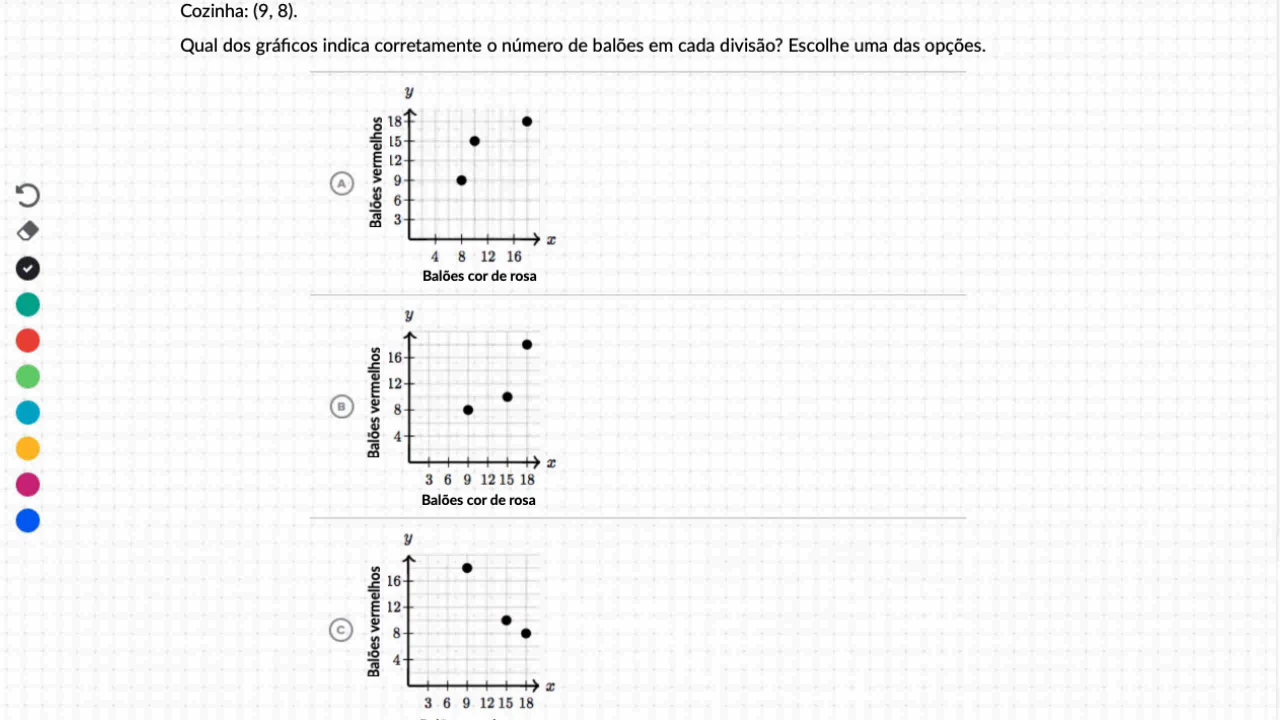 Cozinha: (9, 8).
Qual dos gráficos indica corretamente o número de balões em cada divisão? Escolhe uma das opções.
y
Balões vermelhos
18
15
12
9
6
3
A
x
4 8 12 16
Balões cor de rosa
y
Balões vermelhos
16
12
8
4
B
x
3 6 9 12 15 18
Balões cor de rosa
y
Balões vermelhos
16
12
8
4
C
x
3 6 9 12 15 18